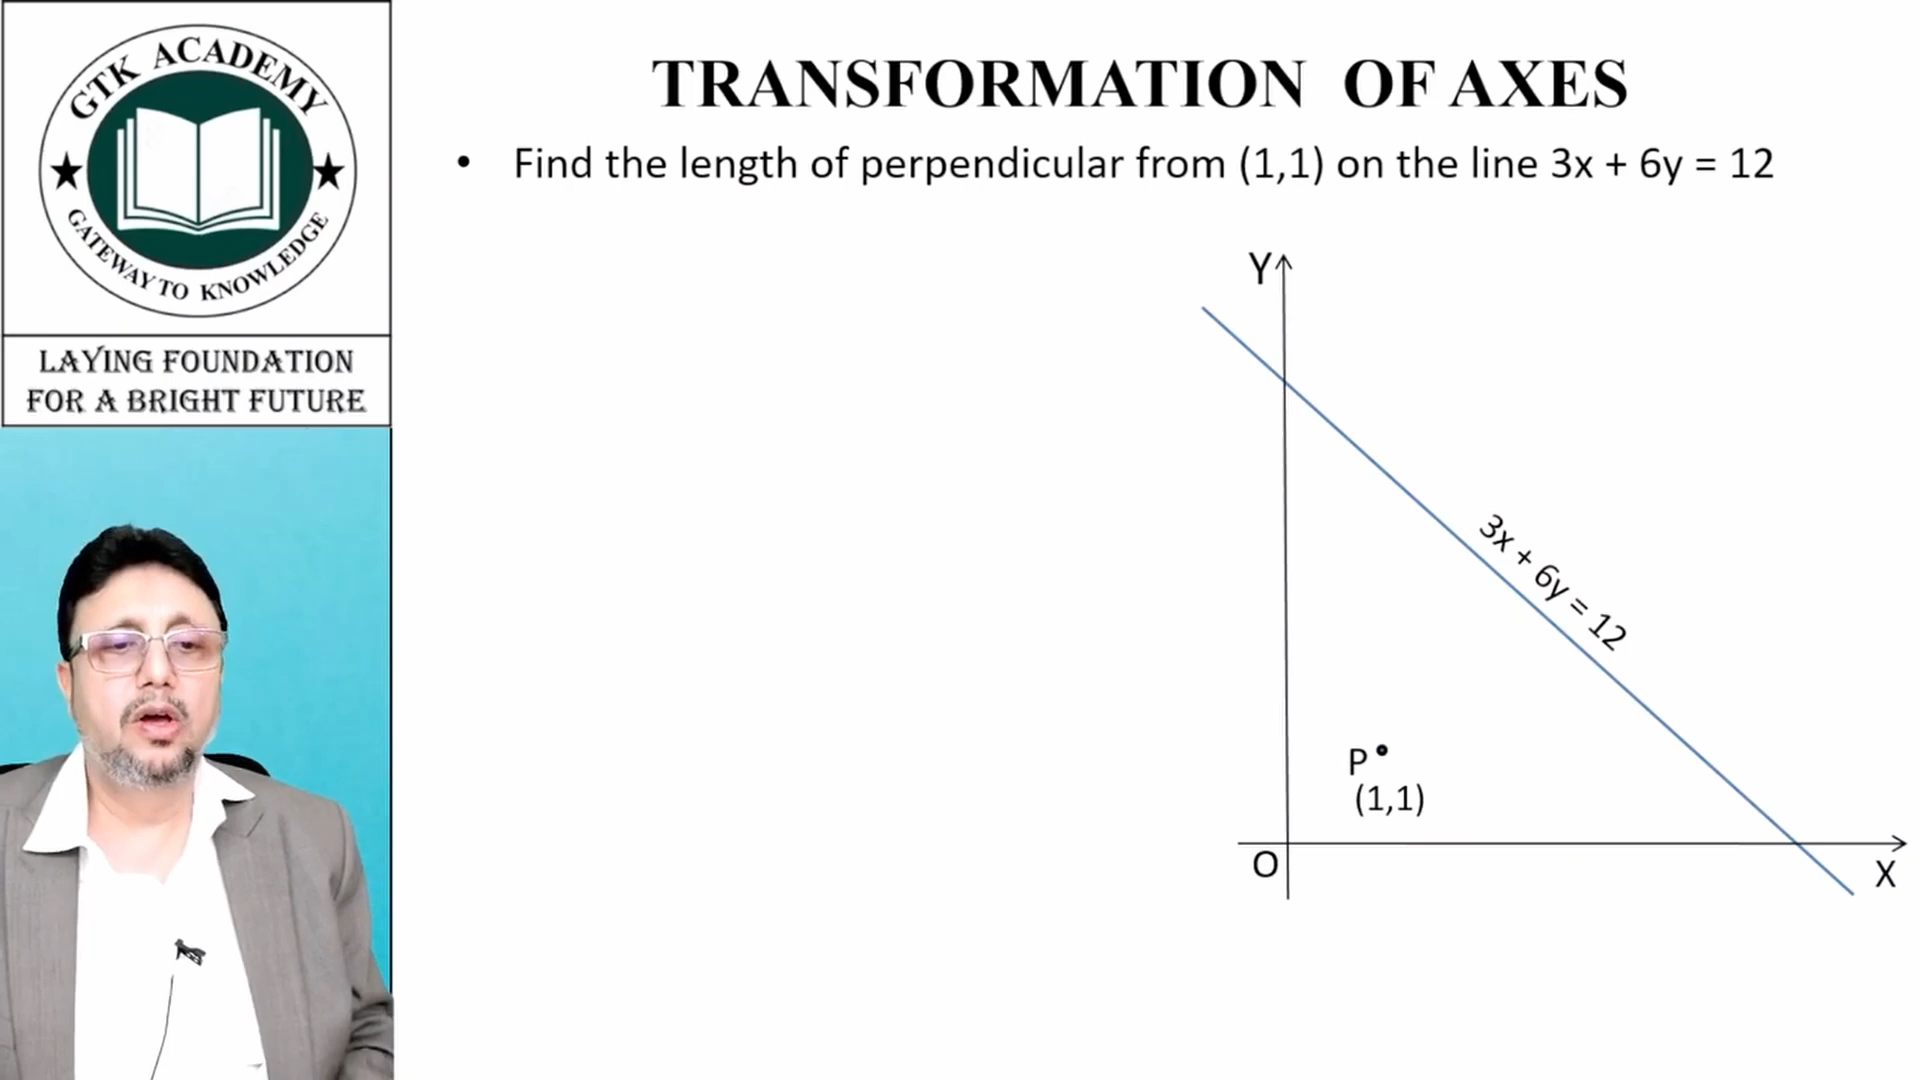 GTK ACADEMY
GATEWAY TO KNOWLEDGE
LAYING FOUNDATION
FOR A BRIGHT FUTURE
TRANSFORMATION OF AXES
• Find the length of perpendicular from (1,1) on the line 3x + 6y = 12
Y
3x + 6y = 12
P
(1,1)
O
X